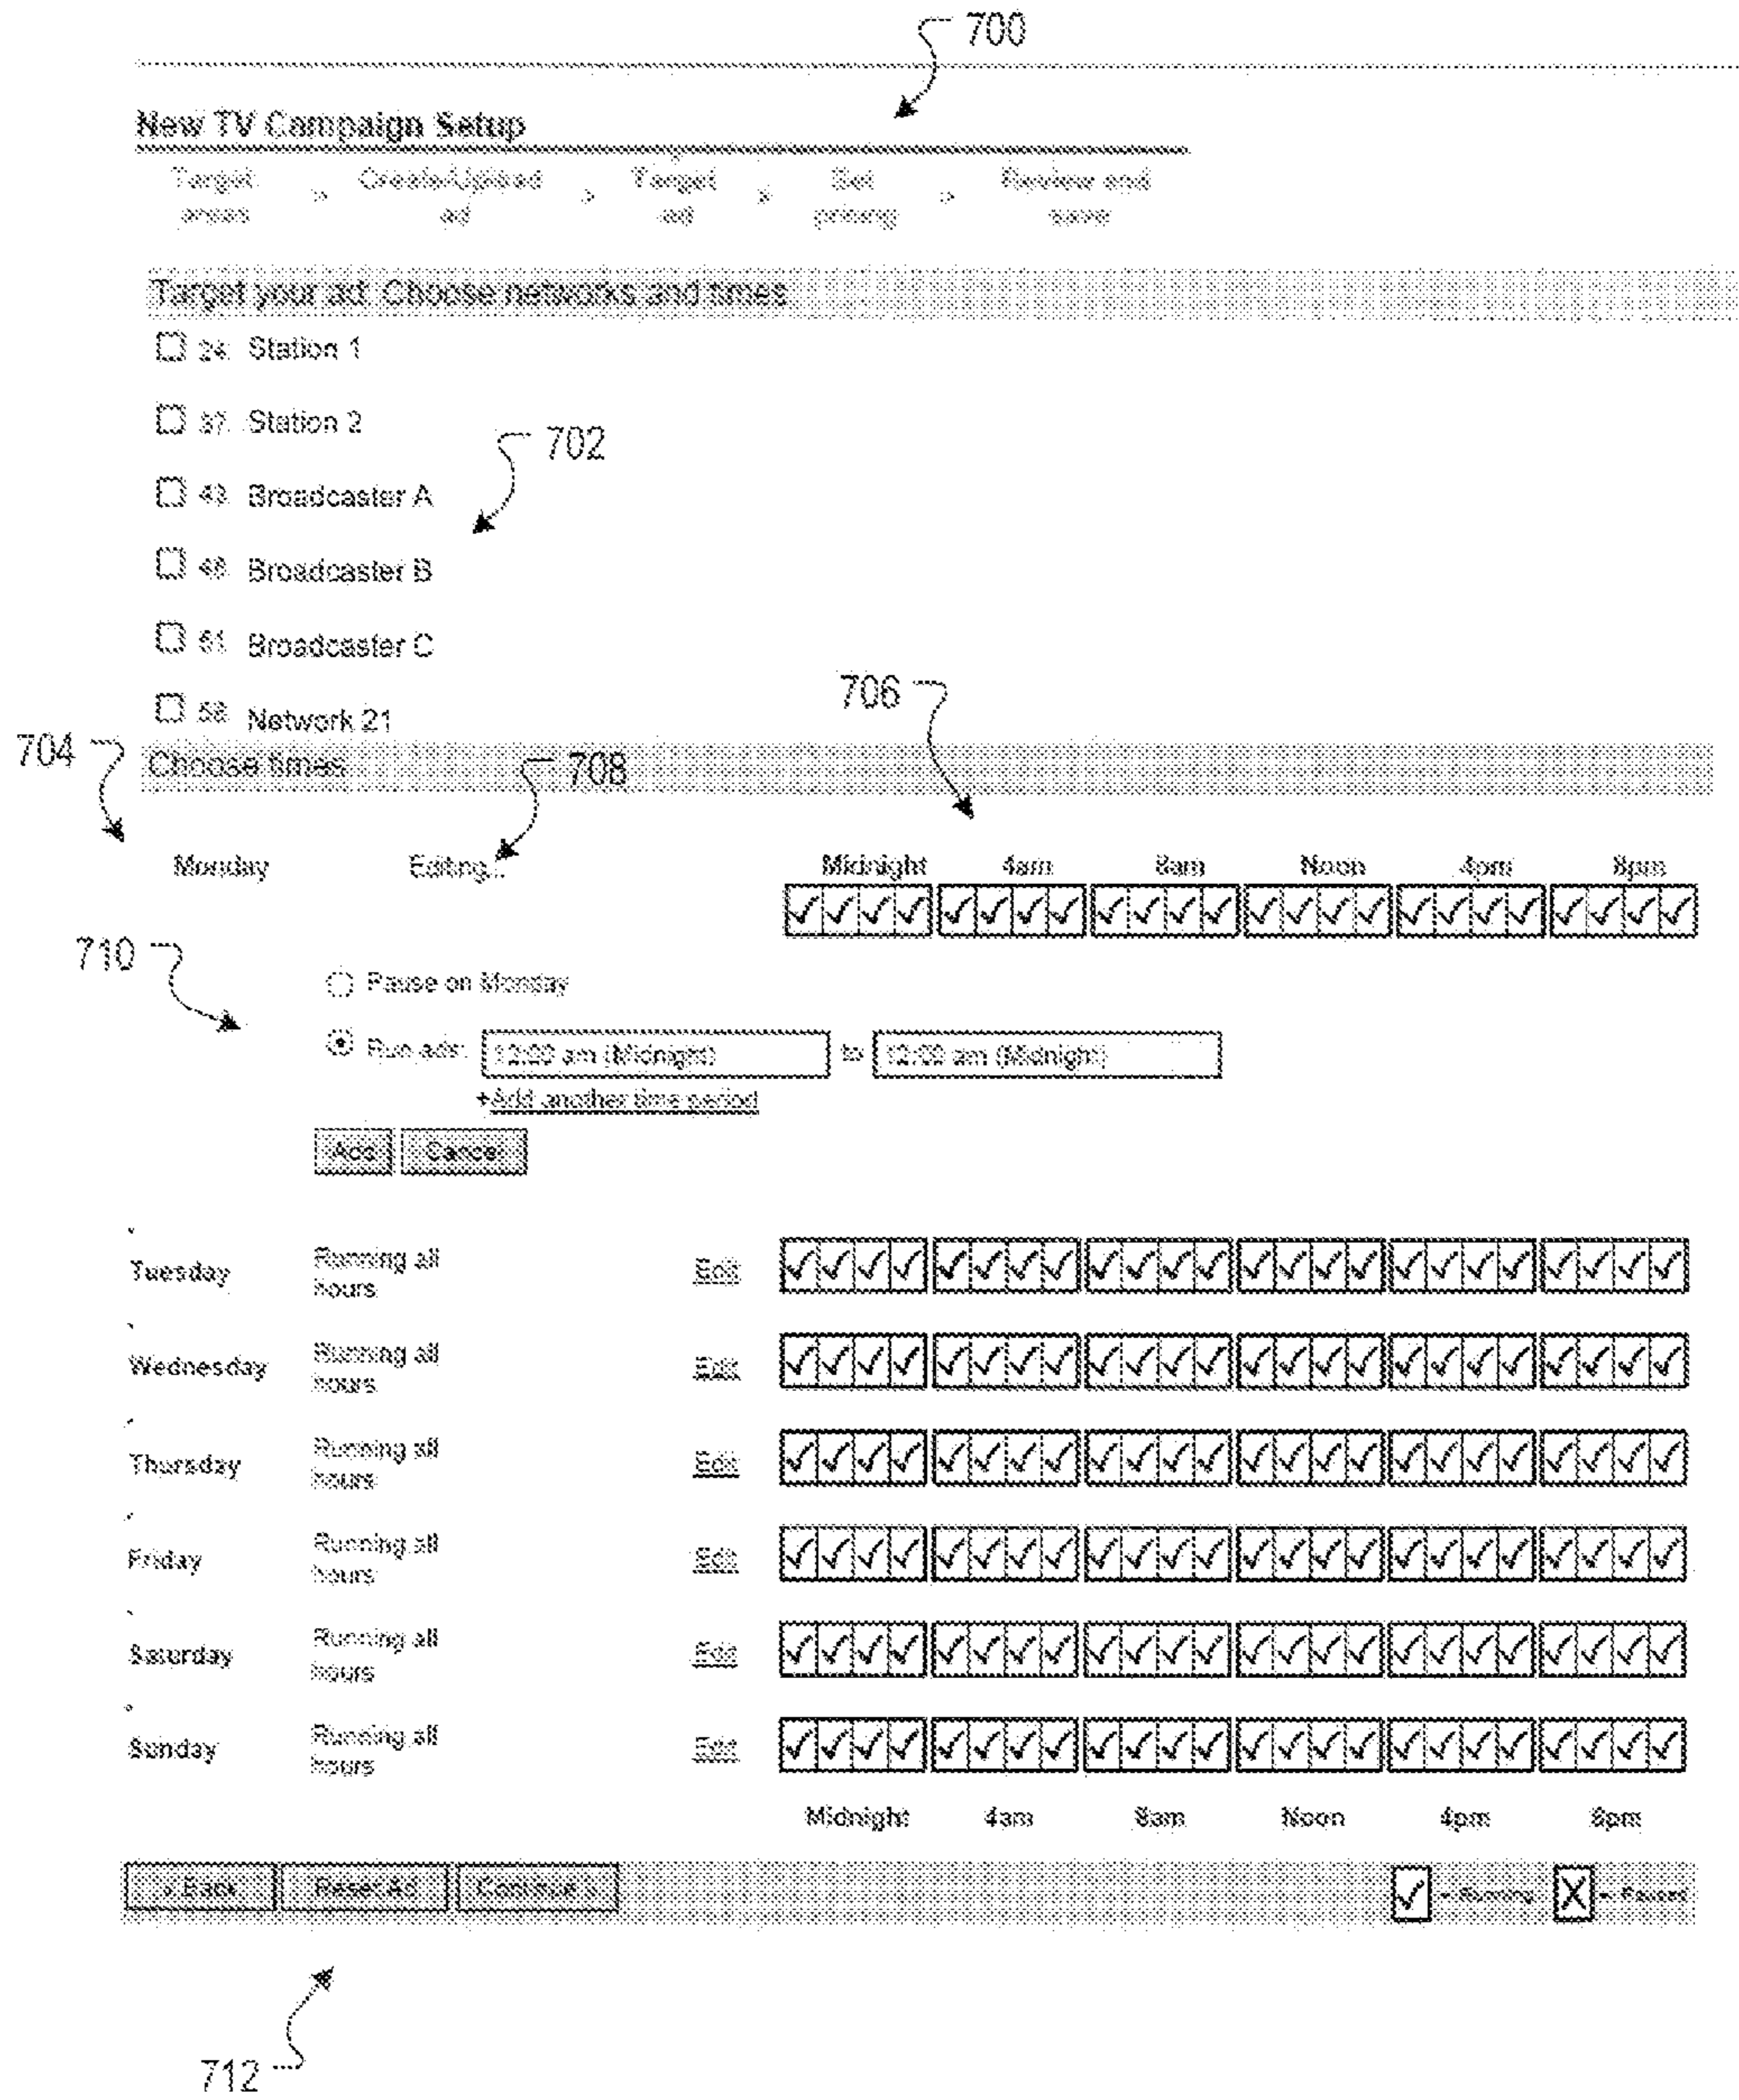 700
New TV Campaign Setup
Target areas > Create/Upload ad > Target ad > Set pricing > Review and save
Target your ad: Choose networks and times
24. Station 1
37. Station 2
702
43. Broadcaster A
48. Broadcaster B
51. Broadcaster C
58. Network 21
706
704
Choose times
708
Monday Editing... Midnight 4am 8am Noon 4pm 8pm
710
Pause on Monday
Run ads: 12:00 am (Midnight) to 12:00 am (Midnight)
+Add another time period
Cancel
Tuesday Running all hours Edit
Wednesday Running all hours Edit
Thursday Running all hours Edit
Friday Running all hours Edit
Saturday Running all hours Edit
Sunday Running all hours Edit
Midnight 4am 8am Noon 4pm 8pm
Back Reset Ad Continue » Running Paused
712